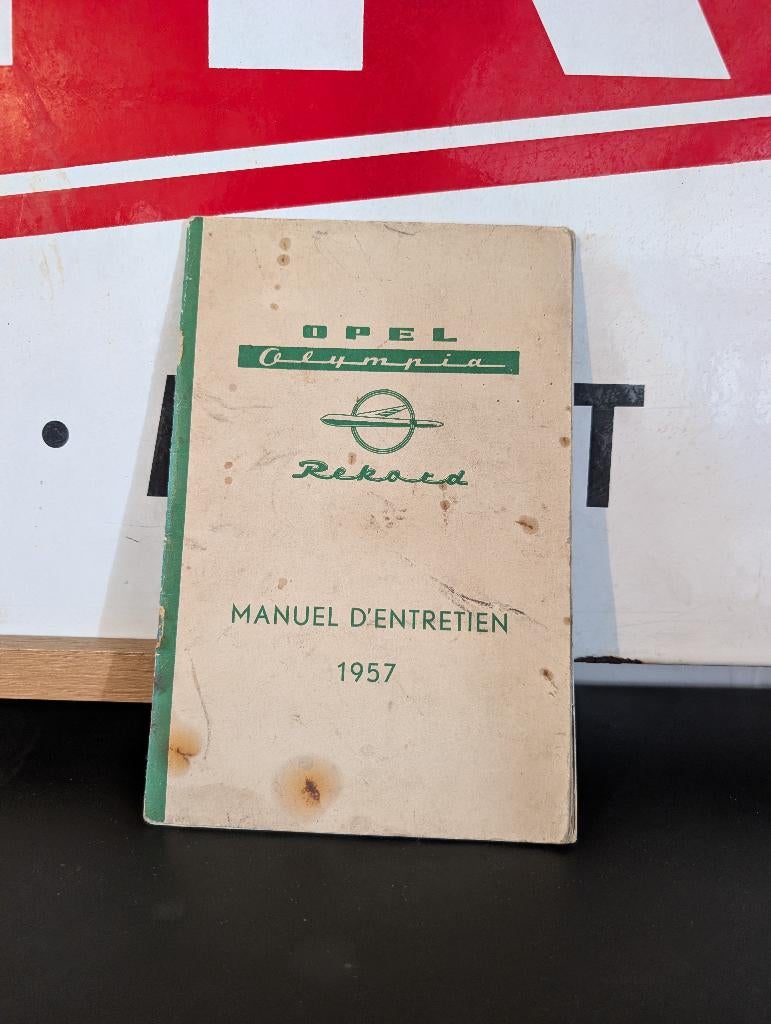 OPEL
Olympia
Rekord
MANUEL D'ENTRETIEN
1957